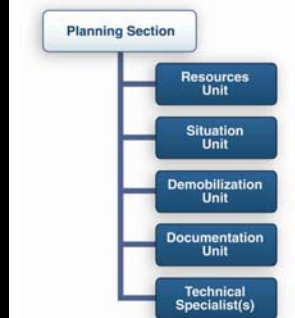 Planning Section
Resources
Unit
Situation
Unit
Demobilization
Unit
Documentation
Unit
Technical
Specialist(s)